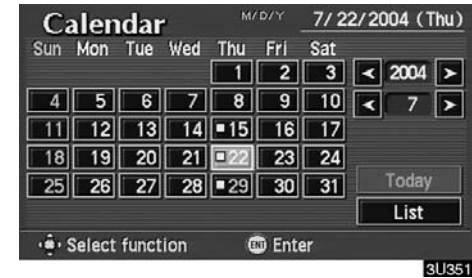 Calendar M/D/Y 7/22/2004 (Thu)
Sun Mon Tue Wed Thu Fri Sat
1 2 3 < 2004 >
4 5 6 7 8 9 10 < 7 >
11 12 13 14 15 16 17
18 19 20 21 22 23 24
25 26 27 28 29 30 31 Today
List
Select function ENT Enter
3U351